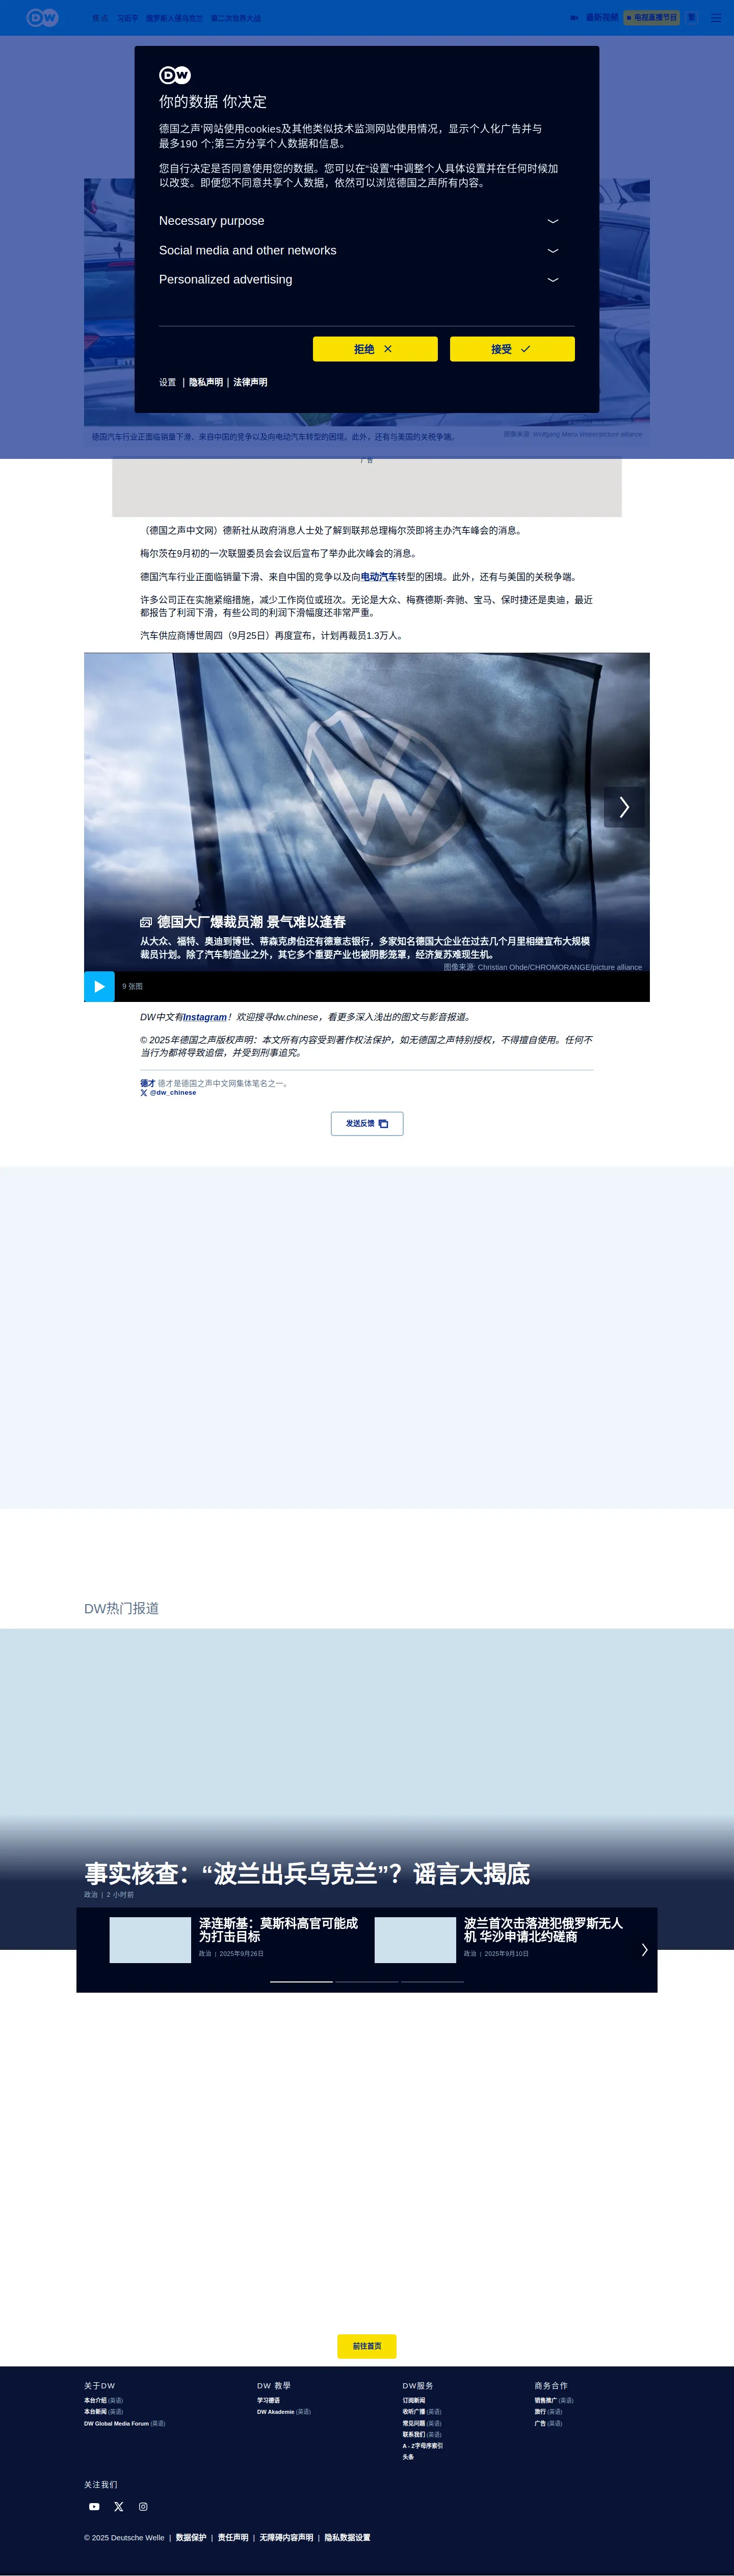 DW
焦点 习近平 俄罗斯入侵乌克兰 第二次世界大战
最新视频 电视直播节目 繁
DW
你的数据 你决定
德国之声'网站使用cookies及其他类似技术监测网站使用情况，显示个人化广告并与
最多190 个;第三方分享个人数据和信息。
您自行决定是否同意使用您的数据。您可以在“设置”中调整个人具体设置并在任何时候加
以改变。即便您不同意共享个人数据，依然可以浏览德国之声所有内容。
Necessary purpose
Social media and other networks
Personalized advertising
拒绝
接受
设置 | 隐私声明 | 法律声明
德国汽车行业正面临销量下滑、来自中国的竞争以及向电动汽车转型的困境。此外，还有与美国的关税争端。
图像来源: Wolfgang Maria Weber/picture alliance
广告
（德国之声中文网）德新社从政府消息人士处了解到联邦总理梅尔茨即将主办汽车峰会的消息。
梅尔茨在9月初的一次联盟委员会会议后宣布了举办此次峰会的消息。
德国汽车行业正面临销量下滑、来自中国的竞争以及向电动汽车转型的困境。此外，还有与美国的关税争端。
许多公司正在实施紧缩措施，减少工作岗位或班次。无论是大众、梅赛德斯-奔驰、宝马、保时捷还是奥迪，最近
都报告了利润下滑，有些公司的利润下滑幅度还非常严重。
汽车供应商博世周四（9月25日）再度宣布，计划再裁员1.3万人。
德国大厂爆裁员潮 景气难以逢春
从大众、福特、奥迪到博世、蒂森克虏伯还有德意志银行，多家知名德国大企业在过去几个月里相继宣布大规模
裁员计划。除了汽车制造业之外，其它多个重要产业也被阴影笼罩，经济复苏难现生机。
图像来源: Christian Ohde/CHROMORANGE/picture alliance
9 张图
DW中文有Instagram！欢迎搜寻dw.chinese，看更多深入浅出的图文与影音报道。
© 2025年德国之声版权声明：本文所有内容受到著作权法保护，如无德国之声特别授权，不得擅自使用。任何不
当行为都将导致追偿，并受到刑事追究。
德才 德才是德国之声中文网集体笔名之一。
@dw_chinese
发送反馈
DW热门报道
事实核查：“波兰出兵乌克兰”？谣言大揭底
政治 | 2 小时前
泽连斯基：莫斯科高官可能成
为打击目标
政治 | 2025年9月26日
波兰首次击落进犯俄罗斯无人
机 华沙申请北约磋商
政治 | 2025年9月10日
前往首页
关于DW
本台介绍 (英语)
本台新闻 (英语)
DW Global Media Forum (英语)
DW 教學
学习德语
DW Akademie (英语)
DW服务
订阅新闻
收听广播 (英语)
常见问题 (英语)
联系我们 (英语)
A - Z字母序索引
头条
商务合作
销售推广 (英语)
旅行 (英语)
广告 (英语)
关注我们
© 2025 Deutsche Welle | 数据保护 | 责任声明 | 无障碍内容声明 | 隐私数据设置